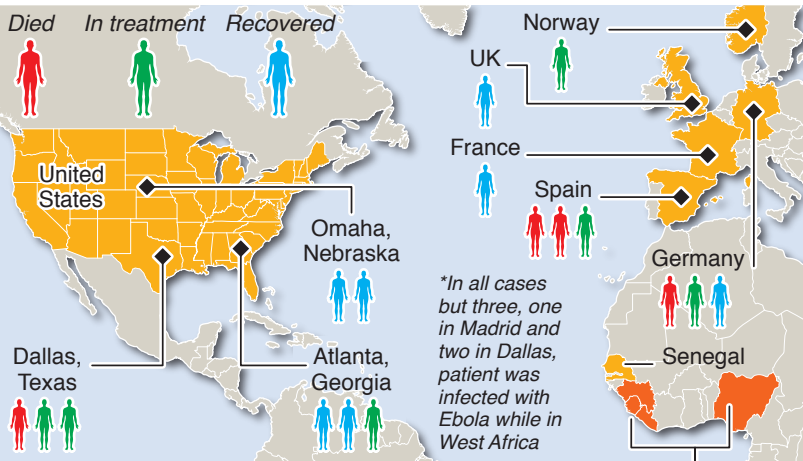 Died In treatment Recovered
Norway
UK
France
Spain
United
States
Omaha,
Nebraska
Germany
*In all cases
but three, one
in Madrid and
two in Dallas,
patient was
infected with
Ebola while in
West Africa
Senegal
Dallas,
Texas
Atlanta,
Georgia